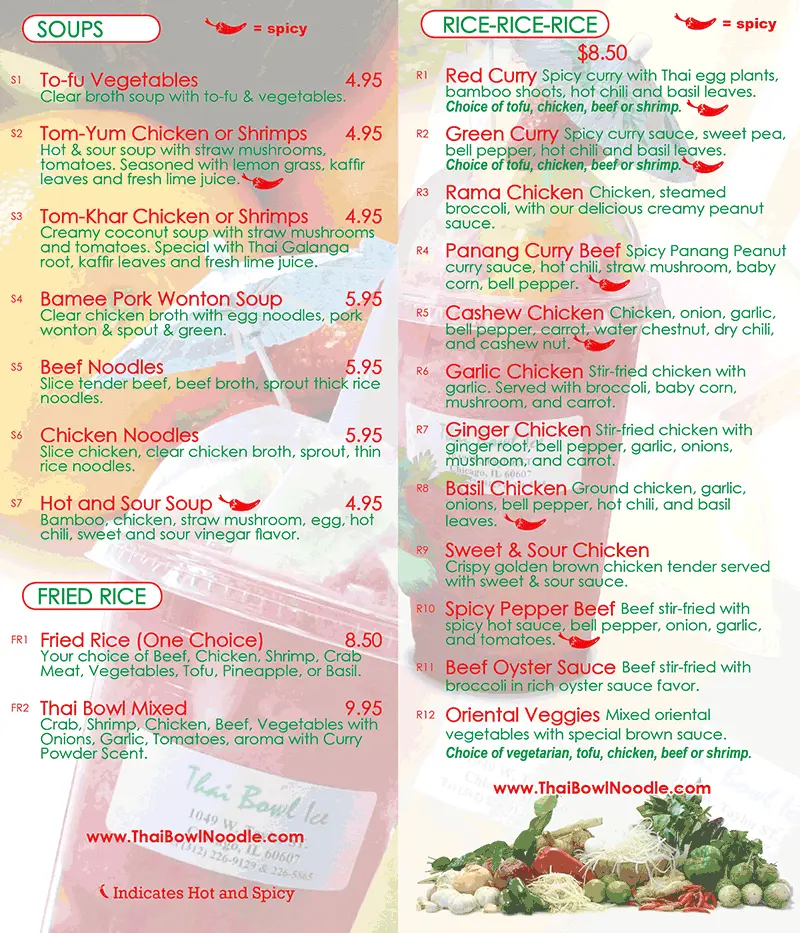 SOUPS
= spicy
S1 To-fu Vegetables 4.95
Clear broth soup with to-fu & vegetables.
S2 Tom-Yum Chicken or Shrimps 4.95
Hot & sour soup with straw mushrooms,
tomatoes. Seasoned with lemon grass, kaffir
leaves and fresh lime juice.
S3 Tom-Khar Chicken or Shrimps 4.95
Creamy coconut soup with straw mushrooms
and tomatoes. Special with Thai Galanga
root, kaffir leaves and fresh lime juice.
S4 Bamee Pork Wonton Soup 5.95
Clear chicken broth with egg noodles, pork
wonton & spout & green.
S5 Beef Noodles 5.95
Slice tender beef, beef broth, sprout thick rice
noodles.
S6 Chicken Noodles 5.95
Slice chicken, clear chicken broth, sprout, thin
rice noodles.
S7 Hot and Sour Soup 4.95
Bamboo, chicken, straw mushroom, egg, hot
chili, sweet and sour vinegar flavor.
FRIED RICE
FR1 Fried Rice (One Choice) 8.50
Your choice of Beef, Chicken, Shrimp, Crab
Meat, Vegetables, Tofu, Pineapple, or Basil.
FR2 Thai Bowl Mixed 9.95
Crab, Shrimp, Chicken, Beef, Vegetables with
Onions, Garlic, Tomatoes, aroma with Curry
Powder Scent.
Thai Bowl Ice
1049 W.
IL 60607
(312) 226-9129 &
www.ThaiBowlNoodle.com
Indicates Hot and Spicy
RICE-RICE-RICE
= spicy
$8.50
R1 Red Curry Spicy curry with Thai egg plants,
bamboo shoots, hot chili and basil leaves.
Choice of tofu, chicken, beef or shrimp.
R2 Green Curry Spicy curry sauce, sweet pea,
bell pepper, hot chili and basil leaves.
Choice of tofu, chicken, beef or shrimp.
R3 Rama Chicken Chicken, steamed
broccoli, with our delicious creamy peanut
sauce.
R4 Panang Curry Beef Spicy Panang Peanut
curry sauce, hot chili, straw mushroom, baby
corn, bell pepper.
R5 Cashew Chicken Chicken, onion, garlic,
bell pepper, carrot, water chestnut, dry chili,
and cashew nut.
R6 Garlic Chicken Stir-fried chicken with
garlic. Served with broccoli, baby corn,
mushroom, and carrot.
R7 Ginger Chicken Stir-fried chicken with
ginger root, bell pepper, garlic, onions,
mushroom, and carrot.
R8 Basil Chicken Ground chicken, garlic,
onions, bell pepper, hot chili, and basil
leaves.
R9 Sweet & Sour Chicken
Crispy golden brown chicken tender served
with sweet & sour sauce.
R10 Spicy Pepper Beef Beef stir-fried with
spicy hot sauce, bell pepper, onion, garlic,
and tomatoes.
R11 Beef Oyster Sauce Beef stir-fried with
broccoli in rich oyster sauce favor.
R12 Oriental Veggies Mixed oriental
vegetables with special brown sauce.
Choice of vegetarian, tofu, chicken, beef or shrimp.
www.ThaiBowlNoodle.com